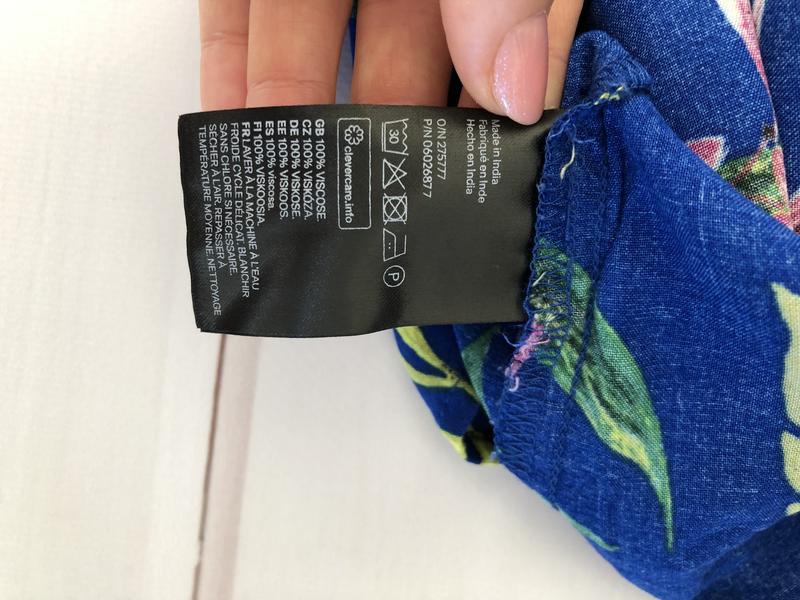 Made in India
Fabriqué en Inde
Hecho en India
O/N 275777
P/N 06026877
30
P
clevercare.info
GB 100% VISCOSE.
CZ 100% VISKÓZA.
DE 100% VISKOSE.
EE 100% VISKOOS.
ES 100% viscosa.
FI 100% VISKOOSIA.
FR LAVER À LA MACHINE À L'EAU
FROIDE CYCLE DÉLICAT. BLANCHIR
SANS CHLORE SI NÉCESSAIRE.
SÉCHER À L'AIR. REPASSER À
TEMPÉRATURE MOYENNE. NETTOYAGE